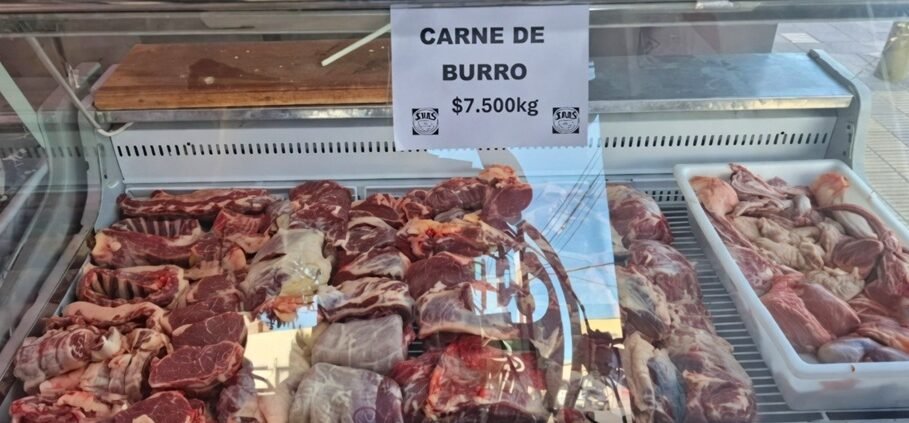 CARNE DE
BURRO
$7.500kg